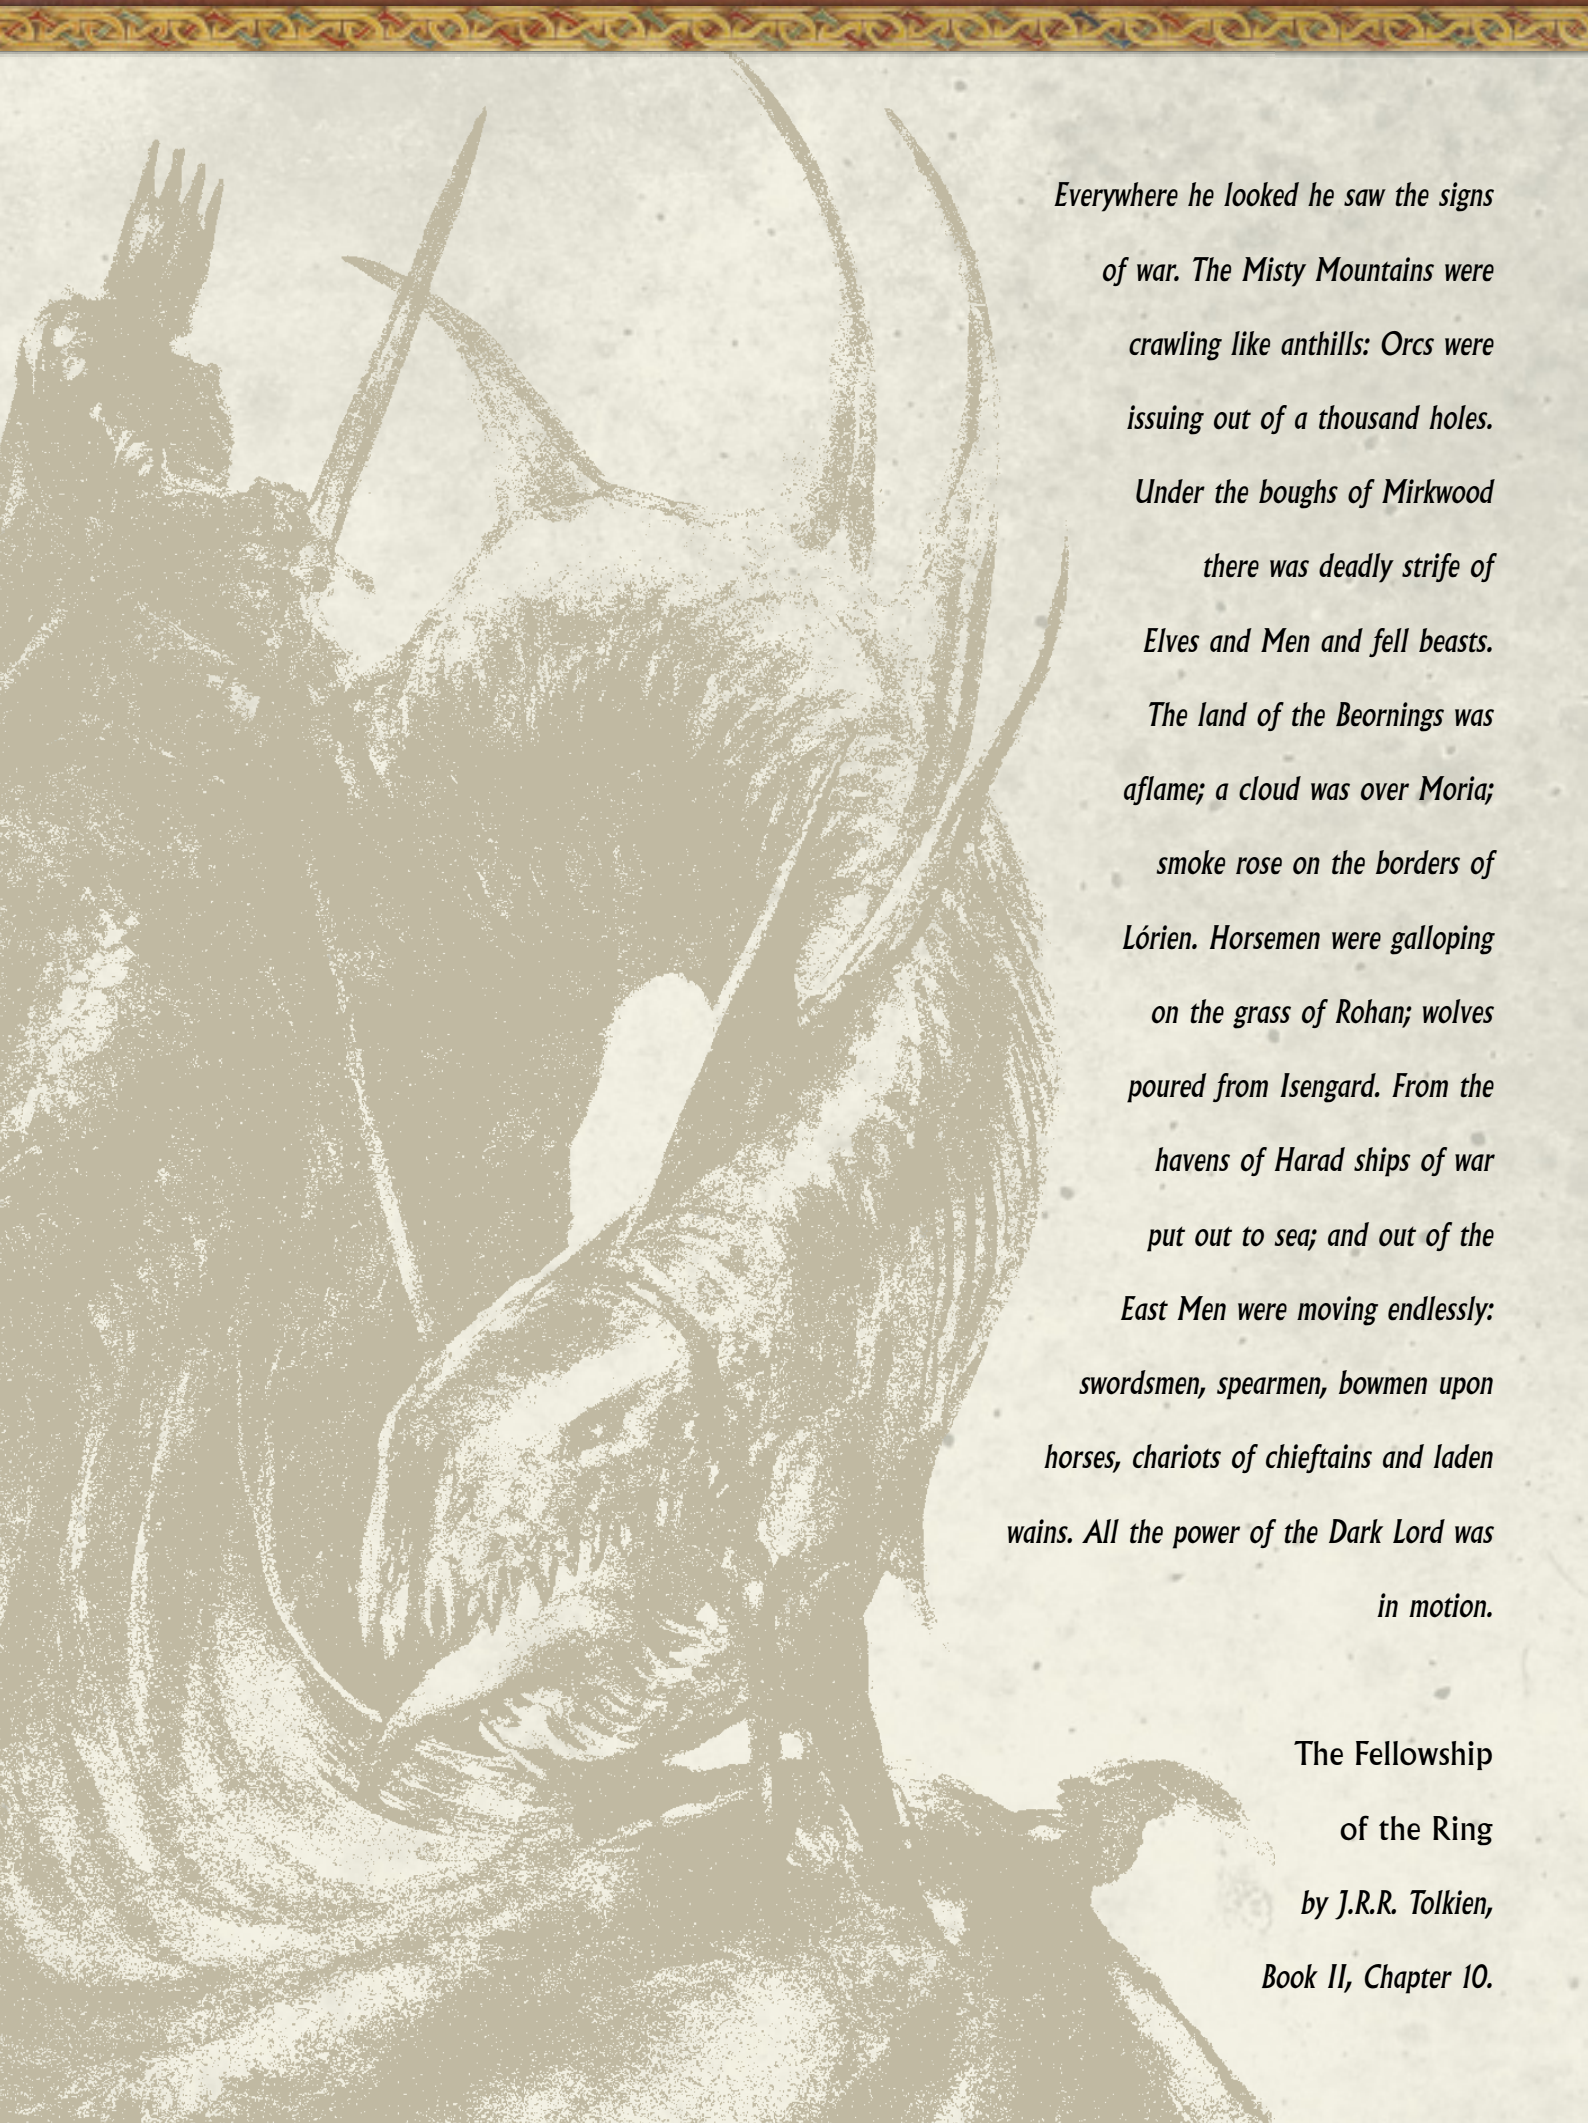 Everywhere he looked he saw the signs
of war. The Misty Mountains were
crawling like anthills: Orcs were
issuing out of a thousand holes.
Under the boughs of Mirkwood
there was deadly strife of
Elves and Men and fell beasts.
The land of the Beornings was
aflame; a cloud was over Moria;
smoke rose on the borders of
Lórien. Horsemen were galloping
on the grass of Rohan; wolves
poured from Isengard. From the
havens of Harad ships of war
put out to sea; and out of the
East Men were moving endlessly:
swordsmen, spearmen, bowmen upon
horses, chariots of chieftains and laden
wains. All the power of the Dark Lord was
in motion.
The Fellowship
of the Ring
by J.R.R. Tolkien,
Book II, Chapter 10.